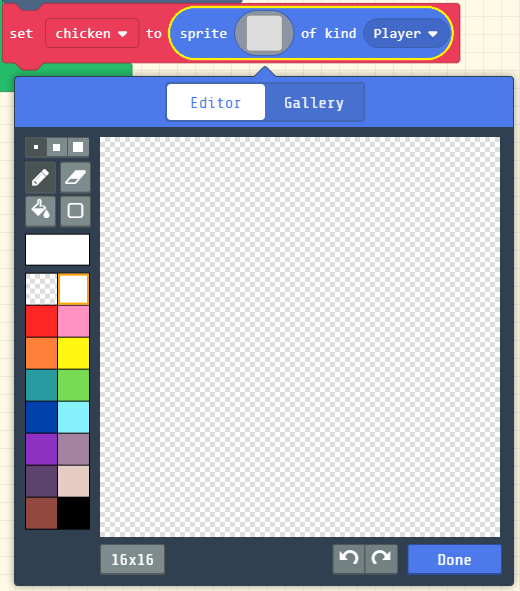 set chicken to sprite of kind Player
Editor Gallery
16x16 Done